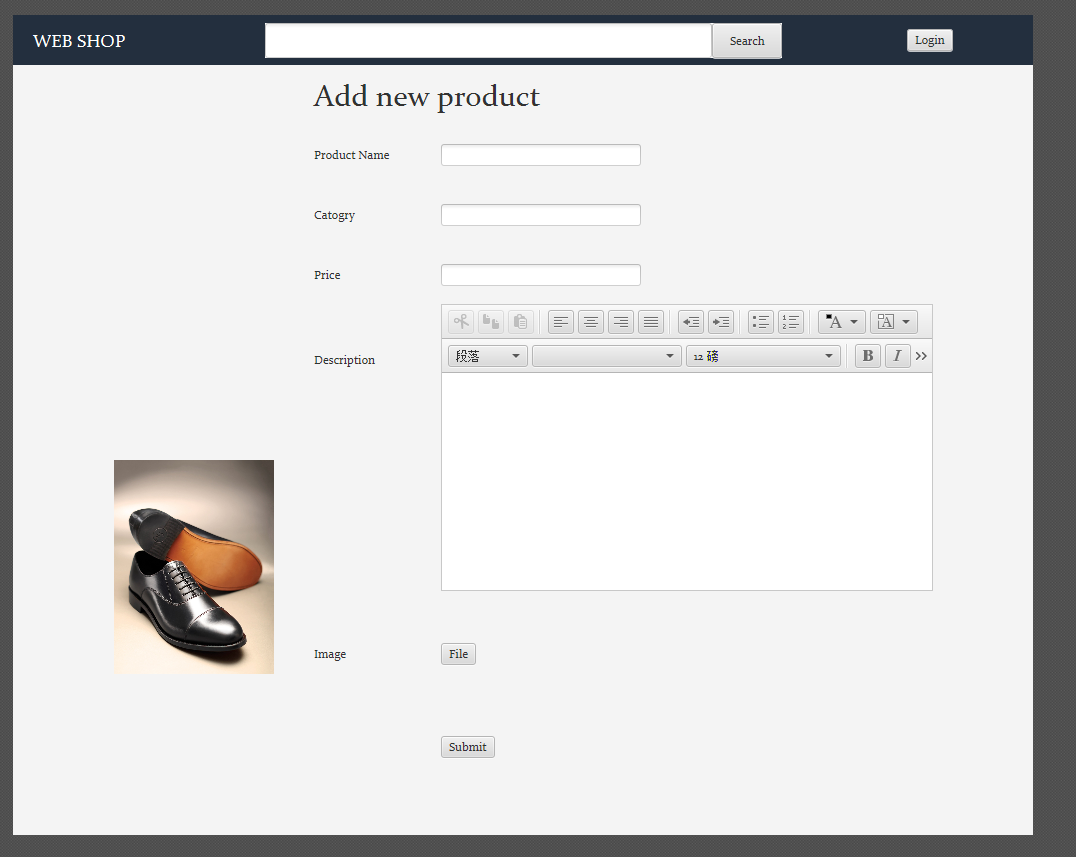 WEB SHOP
Search
Login
Add new product
Product Name
Catogry
Price
Description
段落
12 磅
B
I
Image
File
Submit